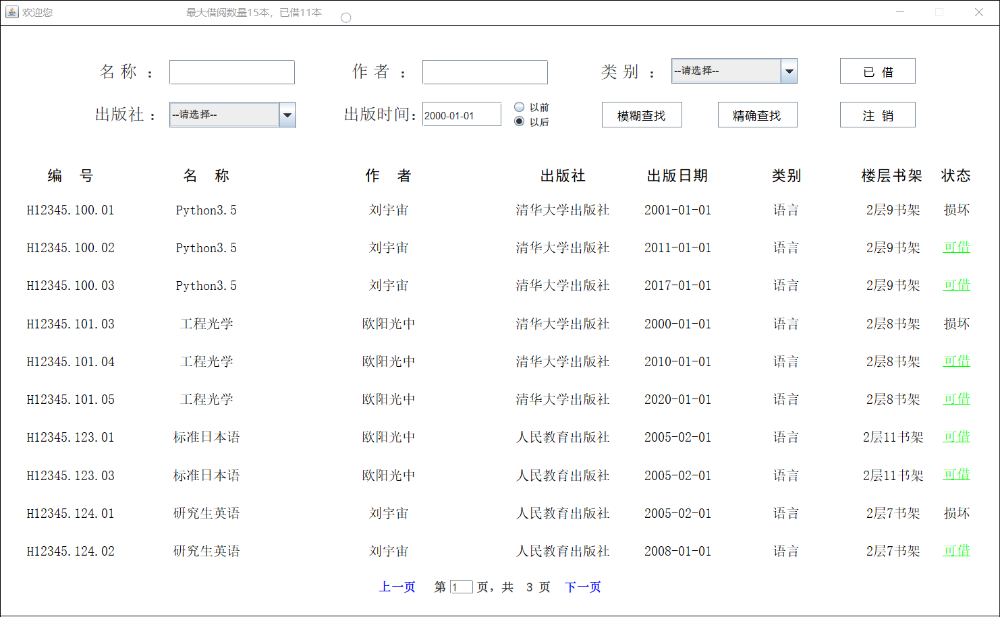 欢迎您 最大借阅数量15本，已借11本
名 称 ： 作 者 ： 类 别 ： --请选择-- 已 借
出版社 ： --请选择-- 出版时间： 2000-01-01 以前 以后 模糊查找 精确查找 注 销
编 号 名 称 作 者 出版社 出版日期 类别 楼层书架 状态
H12345.100.01 Python3.5 刘宇宙 清华大学出版社 2001-01-01 语言 2层9书架 损坏
H12345.100.02 Python3.5 刘宇宙 清华大学出版社 2011-01-01 语言 2层9书架 可借
H12345.100.03 Python3.5 刘宇宙 清华大学出版社 2017-01-01 语言 2层9书架 可借
H12345.101.03 工程光学 欧阳光中 清华大学出版社 2000-01-01 语言 2层8书架 损坏
H12345.101.04 工程光学 欧阳光中 清华大学出版社 2010-01-01 语言 2层8书架 可借
H12345.101.05 工程光学 欧阳光中 清华大学出版社 2020-01-01 语言 2层8书架 可借
H12345.123.01 标准日本语 欧阳光中 人民教育出版社 2005-02-01 语言 2层11书架 可借
H12345.123.03 标准日本语 欧阳光中 人民教育出版社 2005-02-01 语言 2层11书架 可借
H12345.124.01 研究生英语 刘宇宙 人民教育出版社 2005-02-01 语言 2层7书架 损坏
H12345.124.02 研究生英语 刘宇宙 人民教育出版社 2008-01-01 语言 2层7书架 可借
上一页 第 1 页，共 3 页 下一页